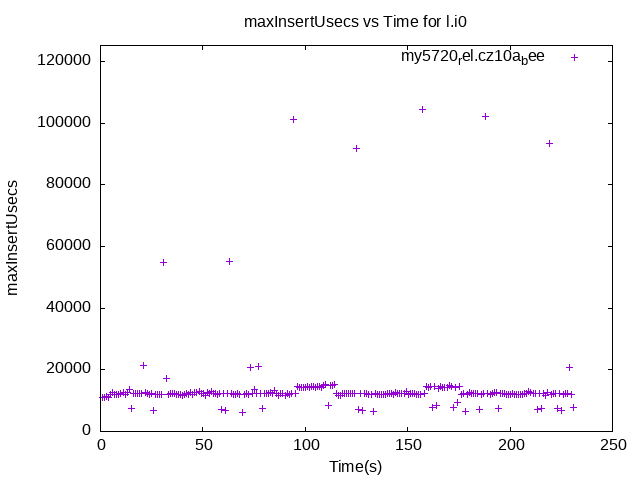 maxInsertUsecs vs Time for l.i0
my5720rel.cz10abee
120000
100000
80000
60000
40000
20000
0
maxInsertUsecs
0 50 100 150 200 250
Time(s)